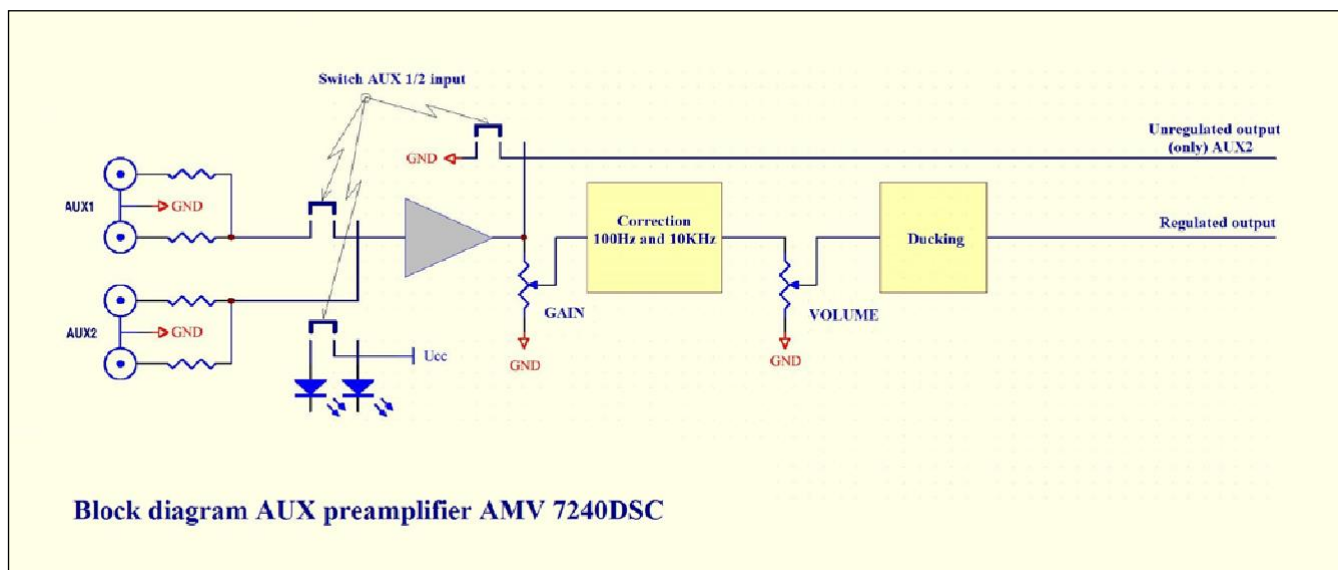 Switch AUX 1/2 input
GND
Unregulated output
(only) AUX2
AUX1
GND
Correction
100Hz and 10KHz
Ducking
Regulated output
AUX2
GND
GAIN
VOLUME
Ucc
GND
GND
Block diagram AUX preamplifier AMV 7240DSC